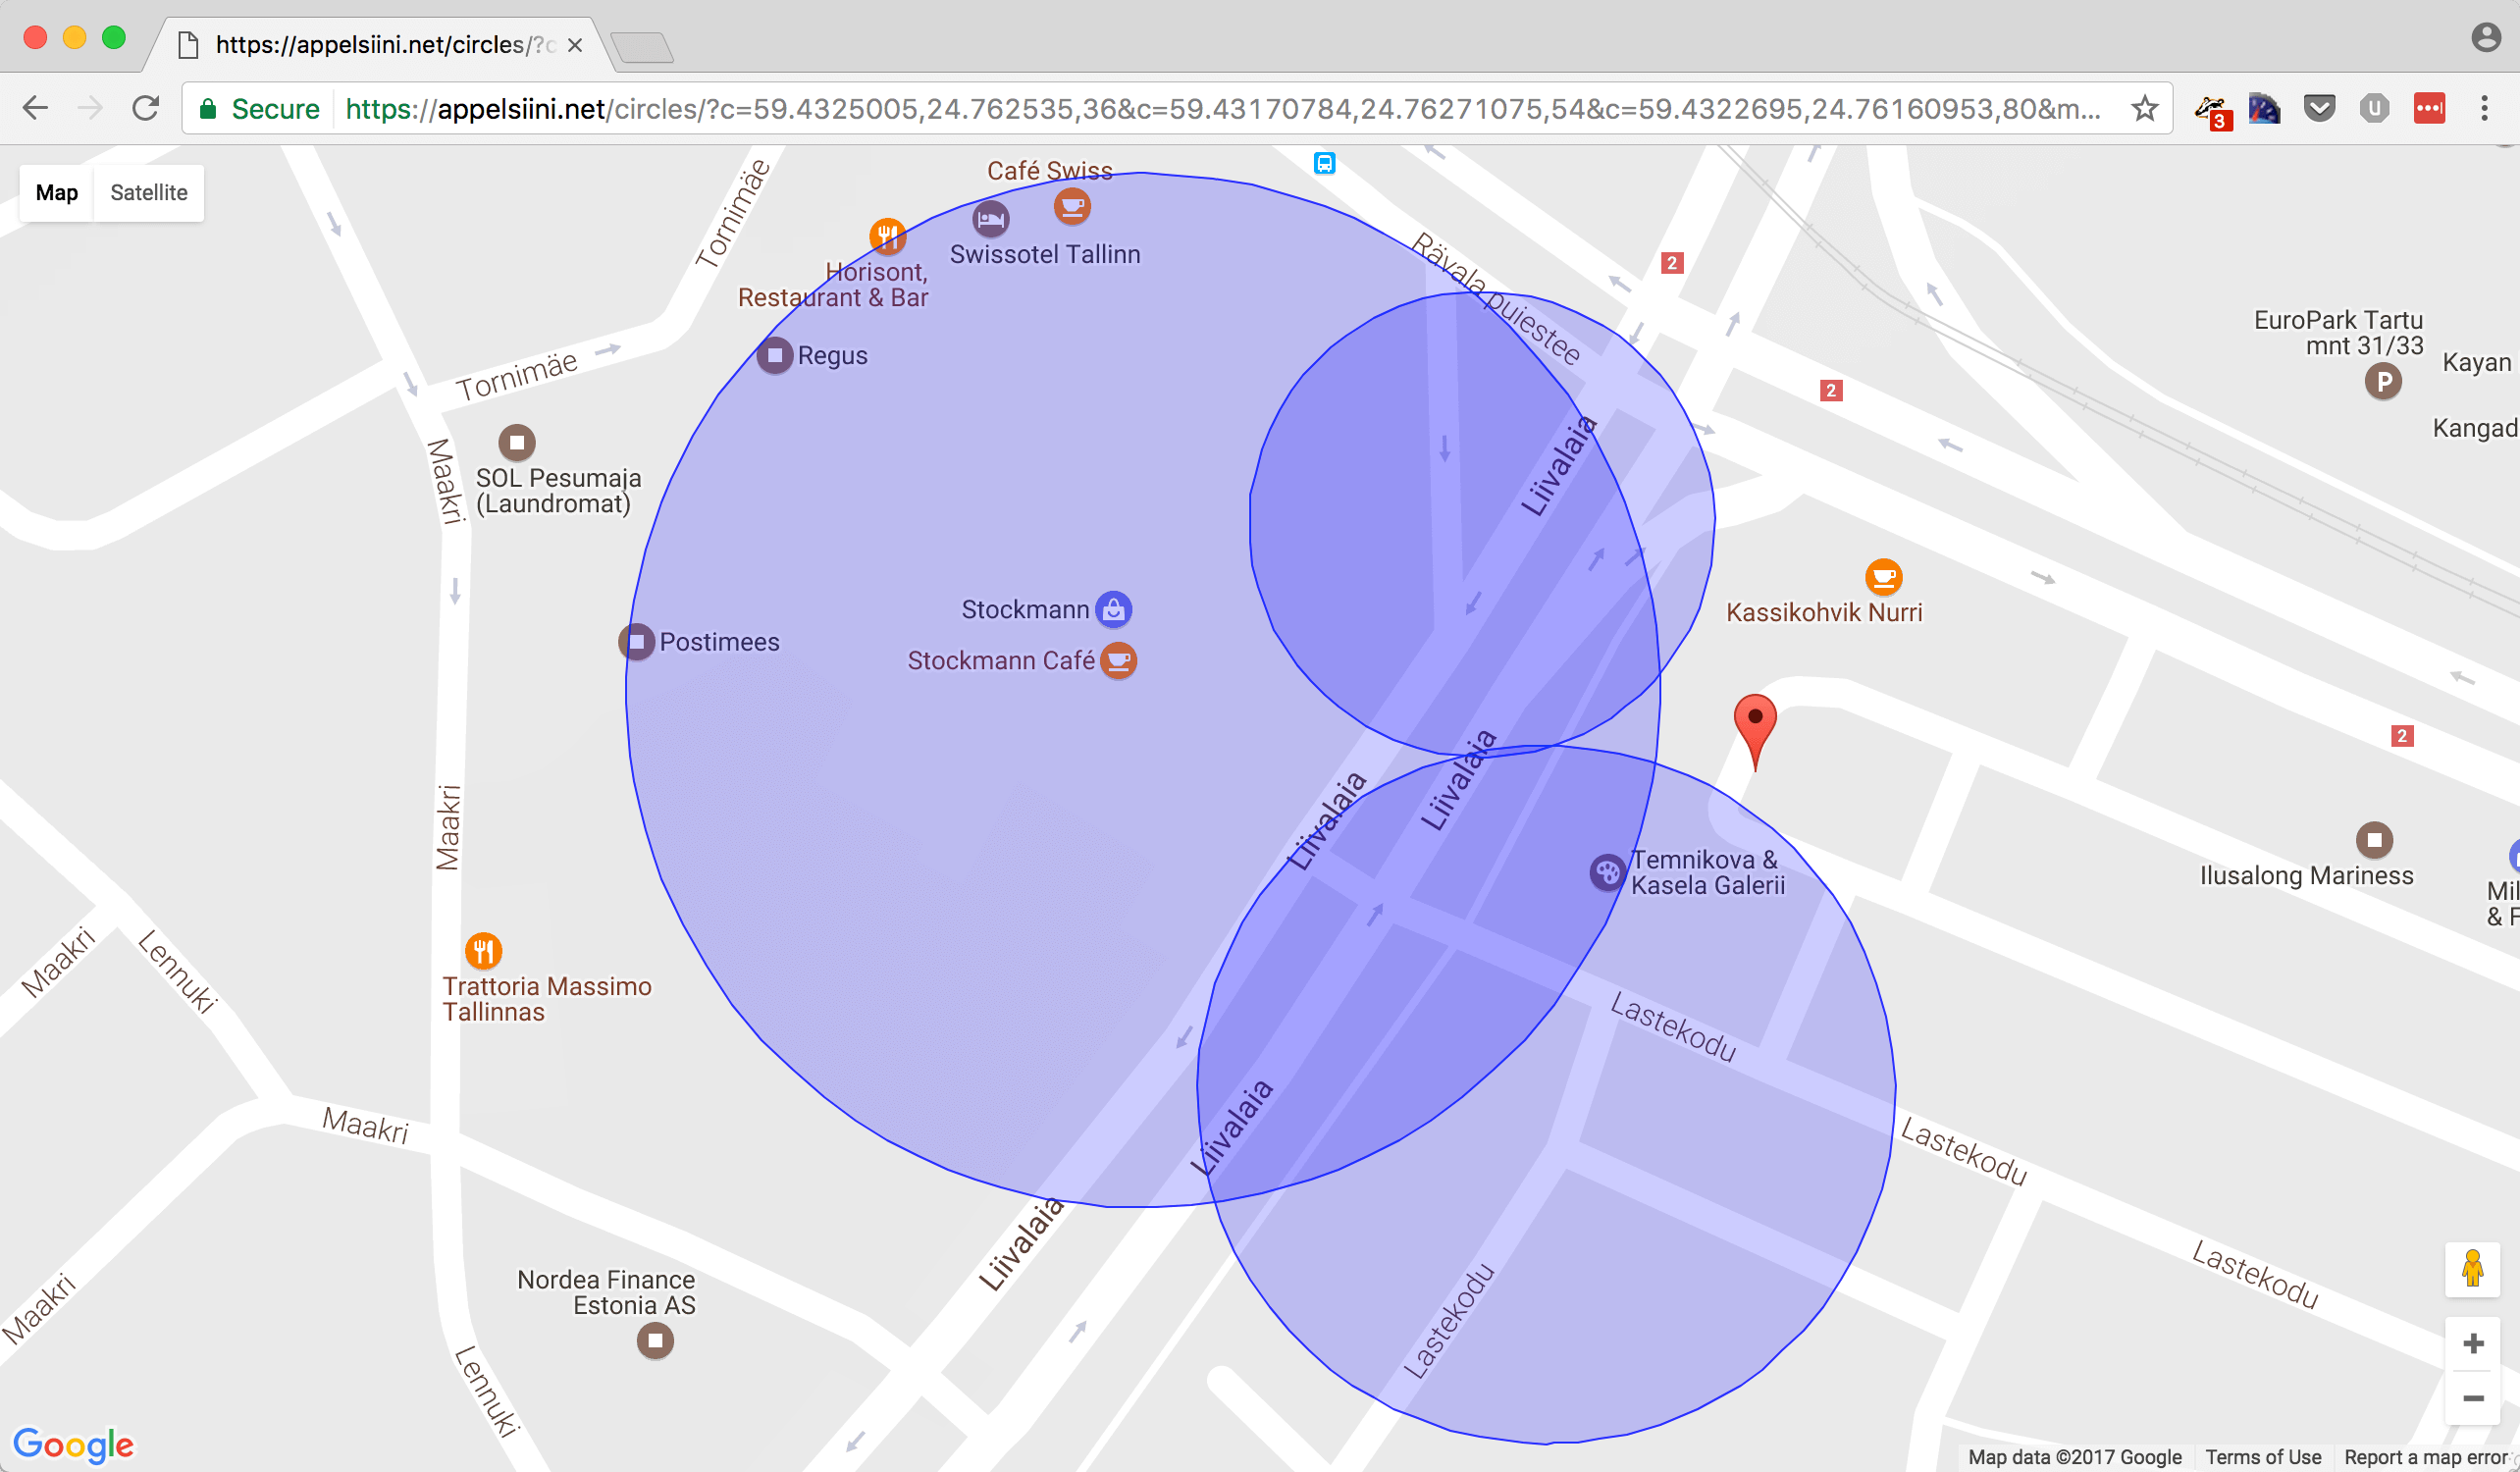 https://appelsiini.net/circles/?c
Secure
https://appelsiini.net/circles/?c=59.4325005,24.762535,36&c=59.43170784,24.76271075,54&c=59.4322695,24.76160953,80&m...
3
U
Map
Satellite
Café Swiss
Tornimäe
Swissotel Tallinn
Horisont,
Restaurant & Bar
Rävala puiestee
2
EuroPark Tartu
mnt 31/33
P
Kayan
Kangad
Regus
Tornimäe
2
Maakri
SOL Pesumaja
(Laundromat)
Liivalaia
Kassikohvik Nurri
Stockmann
Stockmann Café
Postimees
2
Liivalaia
Liivalaia
Maakri
Temnikova &
Kasela Galerii
Ilusalong Mariness
Mil
& F
Maakri
Lennuki
Trattoria Massimo
Tallinnas
Lastekodu
Maakri
Liivalaia
Lastekodu
Liivalaia
Lastekodu
Nordea Finance
Estonia AS
Maakri
Lennuki
Lastekodu
+
−
Google
Map data ©2017 Google
Terms of Use
Report a map error